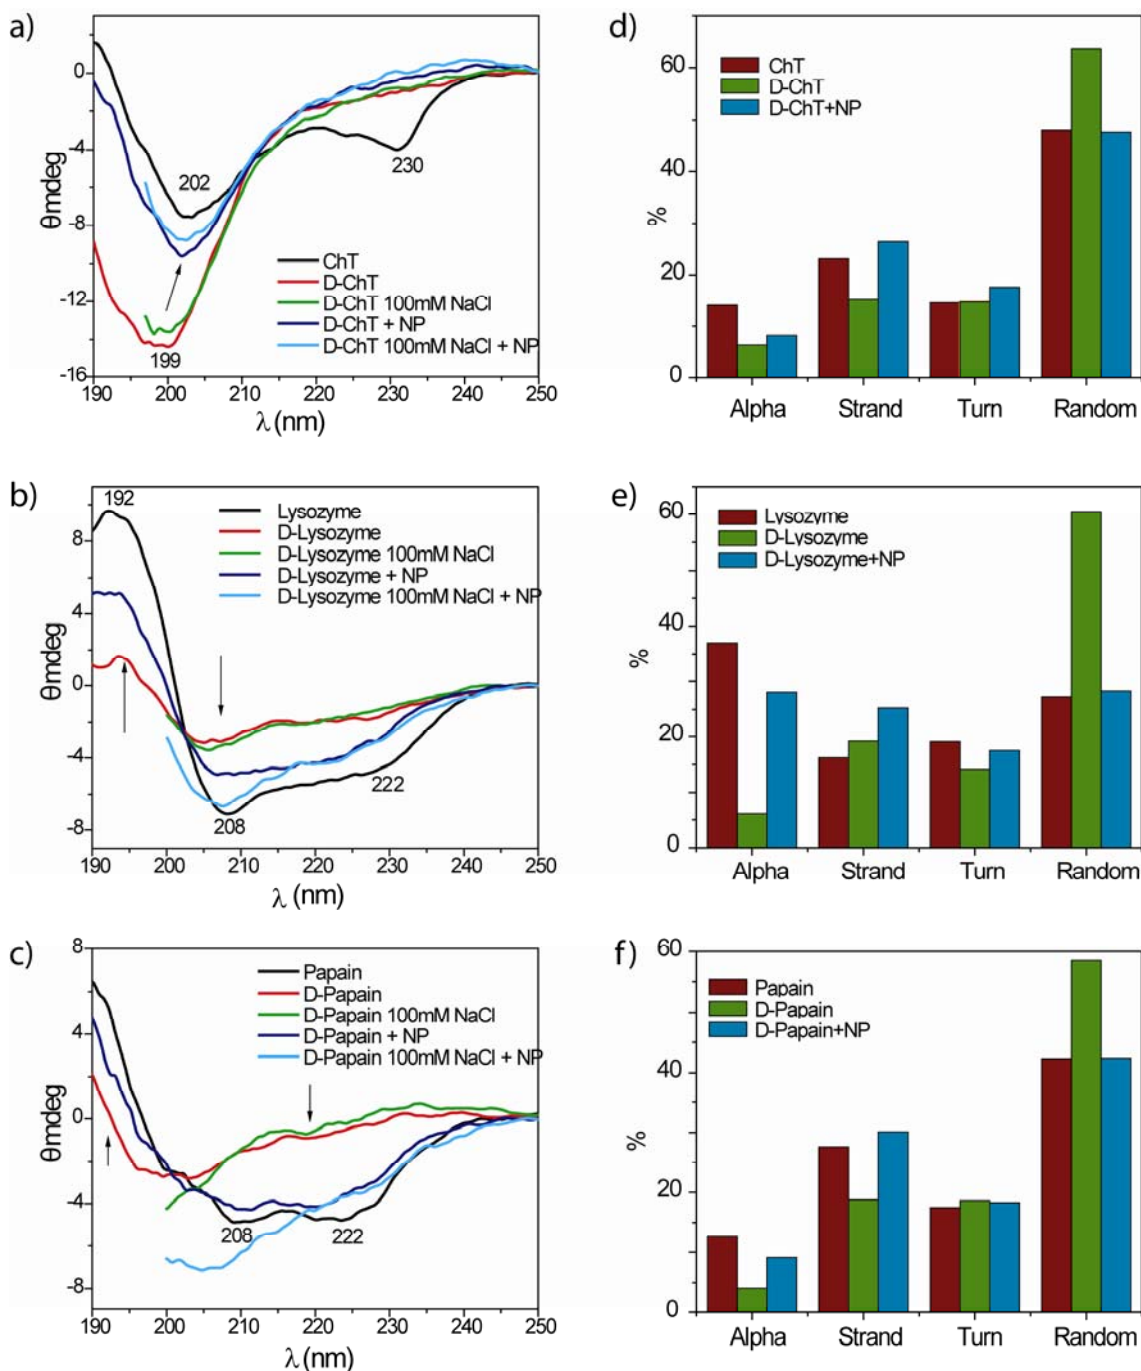 a)
0
-4
-8
-12
-16
θmdeg
202
230
199
ChT
D-ChT
D-ChT 100mM NaCl
D-ChT + NP
D-ChT 100mM NaCl + NP
190 200 210 220 230 240 250
λ (nm)
d)
60
40
20
0
%
ChT
D-ChT
D-ChT+NP
Alpha Strand Turn Random
b)
8
4
0
-4
-8
θmdeg
192
208
222
Lysozyme
D-Lysozyme
D-Lysozyme 100mM NaCl
D-Lysozyme + NP
D-Lysozyme 100mM NaCl + NP
190 200 210 220 230 240 250
λ (nm)
e)
60
40
20
0
%
Lysozyme
D-Lysozyme
D-Lysozyme+NP
Alpha Strand Turn Random
c)
8
4
0
-4
-8
θmdeg
208
222
Papain
D-Papain
D-Papain 100mM NaCl
D-Papain + NP
D-Papain 100mM NaCl + NP
190 200 210 220 230 240 250
λ (nm)
f)
60
40
20
0
%
Papain
D-Papain
D-Papain+NP
Alpha Strand Turn Random